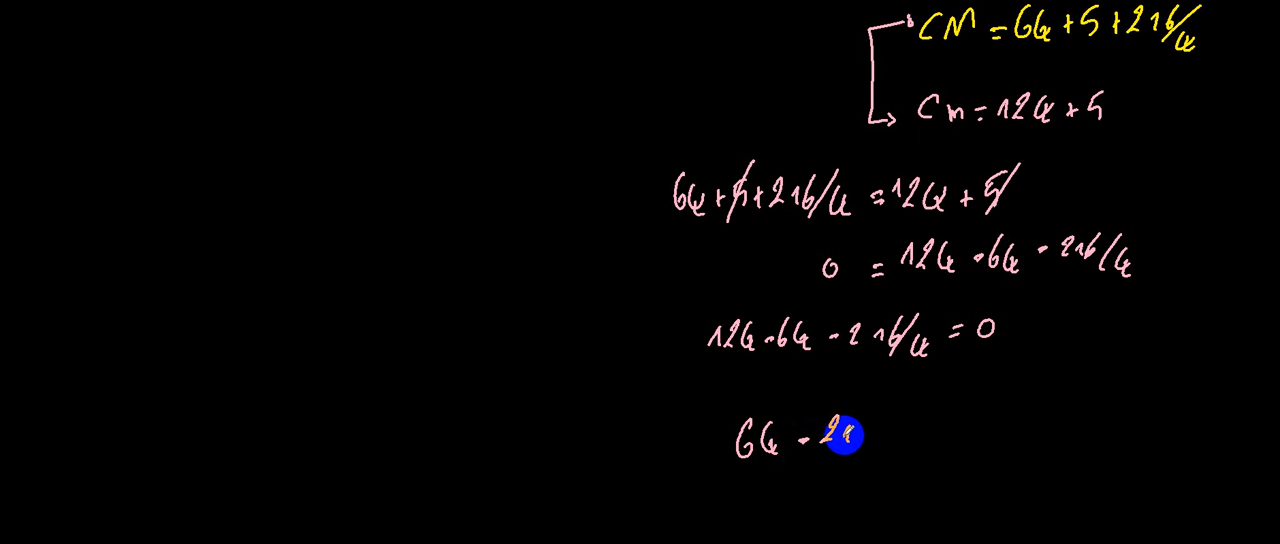 CM = 6Q + 5 + 216/Q
Cm = 12Q + 5
6Q + 5 + 216/Q = 12Q + 5
0 = 12Q - 6Q - 216/Q
12Q - 6Q - 216/Q = 0
6Q - 21